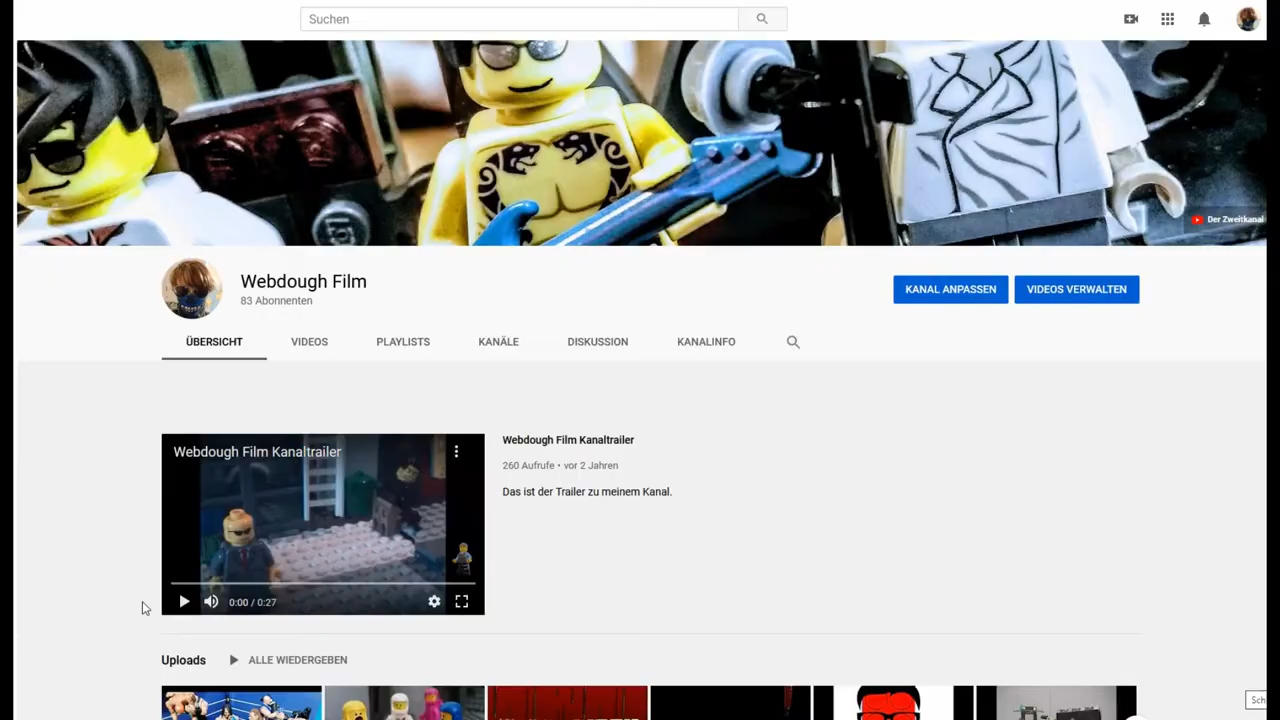 Suchen
Der Zweitkanal
Webdough Film
83 Abonnenten
KANAL ANPASSEN
VIDEOS VERWALTEN
ÜBERSICHT
VIDEOS
PLAYLISTS
KANÄLE
DISKUSSION
KANALINFO
Webdough Film Kanaltrailer
0:00 / 0:27
Webdough Film Kanaltrailer
260 Aufrufe • vor 2 Jahren
Das ist der Trailer zu meinem Kanal.
Uploads
ALLE WIEDERGEBEN
Sch